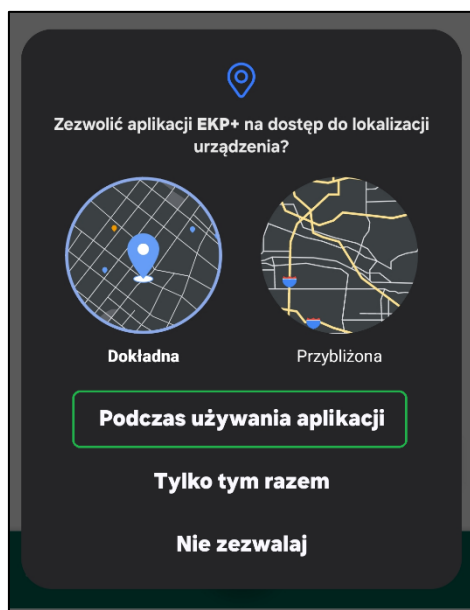 Zezwolić aplikacji EKP+ na dostęp do lokalizacji
urządzenia?
Dokładna
Przybliżona
Podczas używania aplikacji
Tylko tym razem
Nie zezwalaj